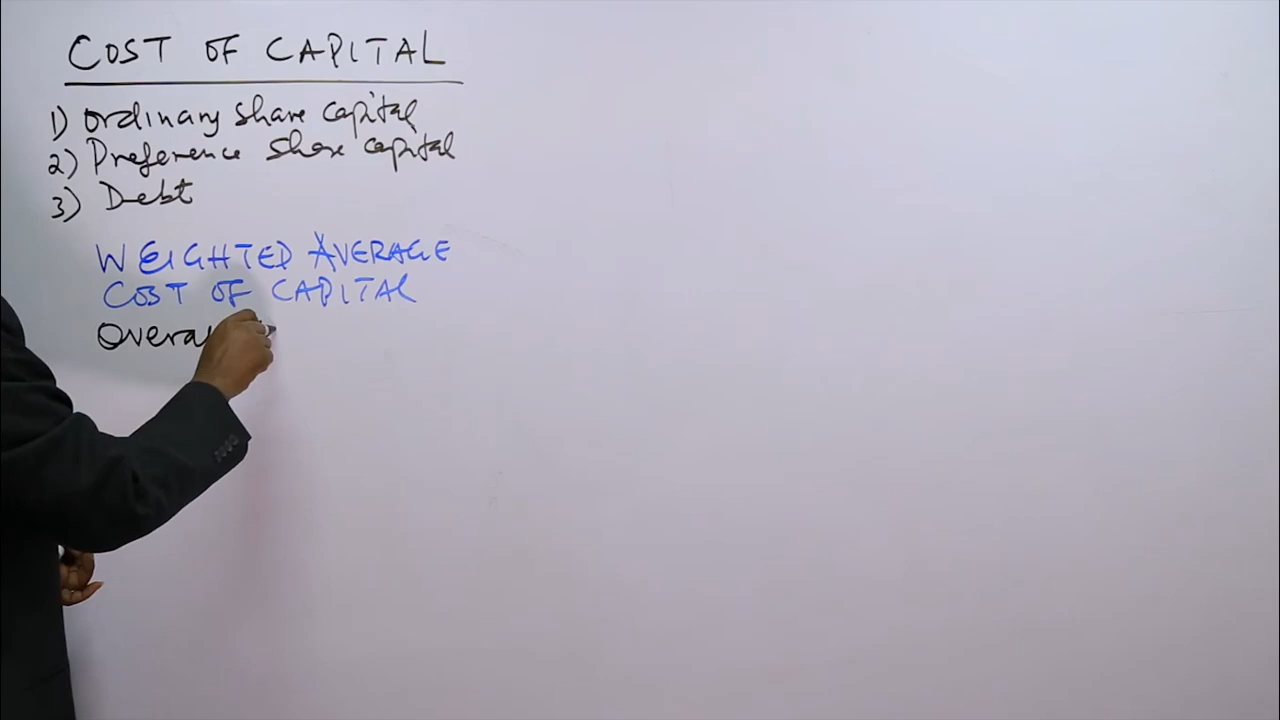 COST OF CAPITAL
1) Ordinary share capital
2) Preference share capital
3) Debt
WEIGHTED AVERAGE
COST OF CAPITAL